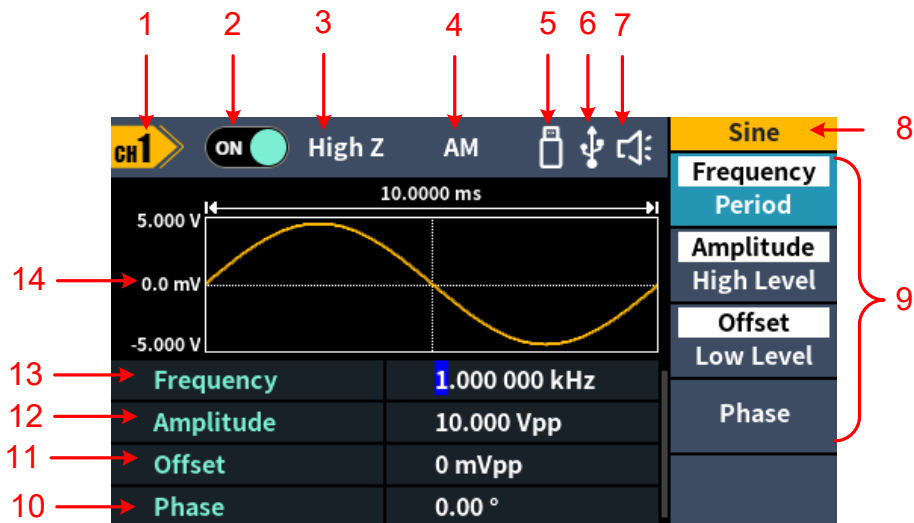 1 2 3 4 5 6 7
CH1 ON High Z AM Sine 8
Frequency
Period
Amplitude
High Level
Offset
Low Level
Phase
9
10.0000 ms
5.000 V
14 0.0 mV
-5.000 V
13 Frequency 1.000 000 kHz
12 Amplitude 10.000 Vpp
11 Offset 0 mVpp
10 Phase 0.00 °